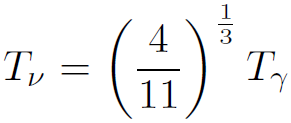 T_ν = (4/11)^{1/3} T_γ